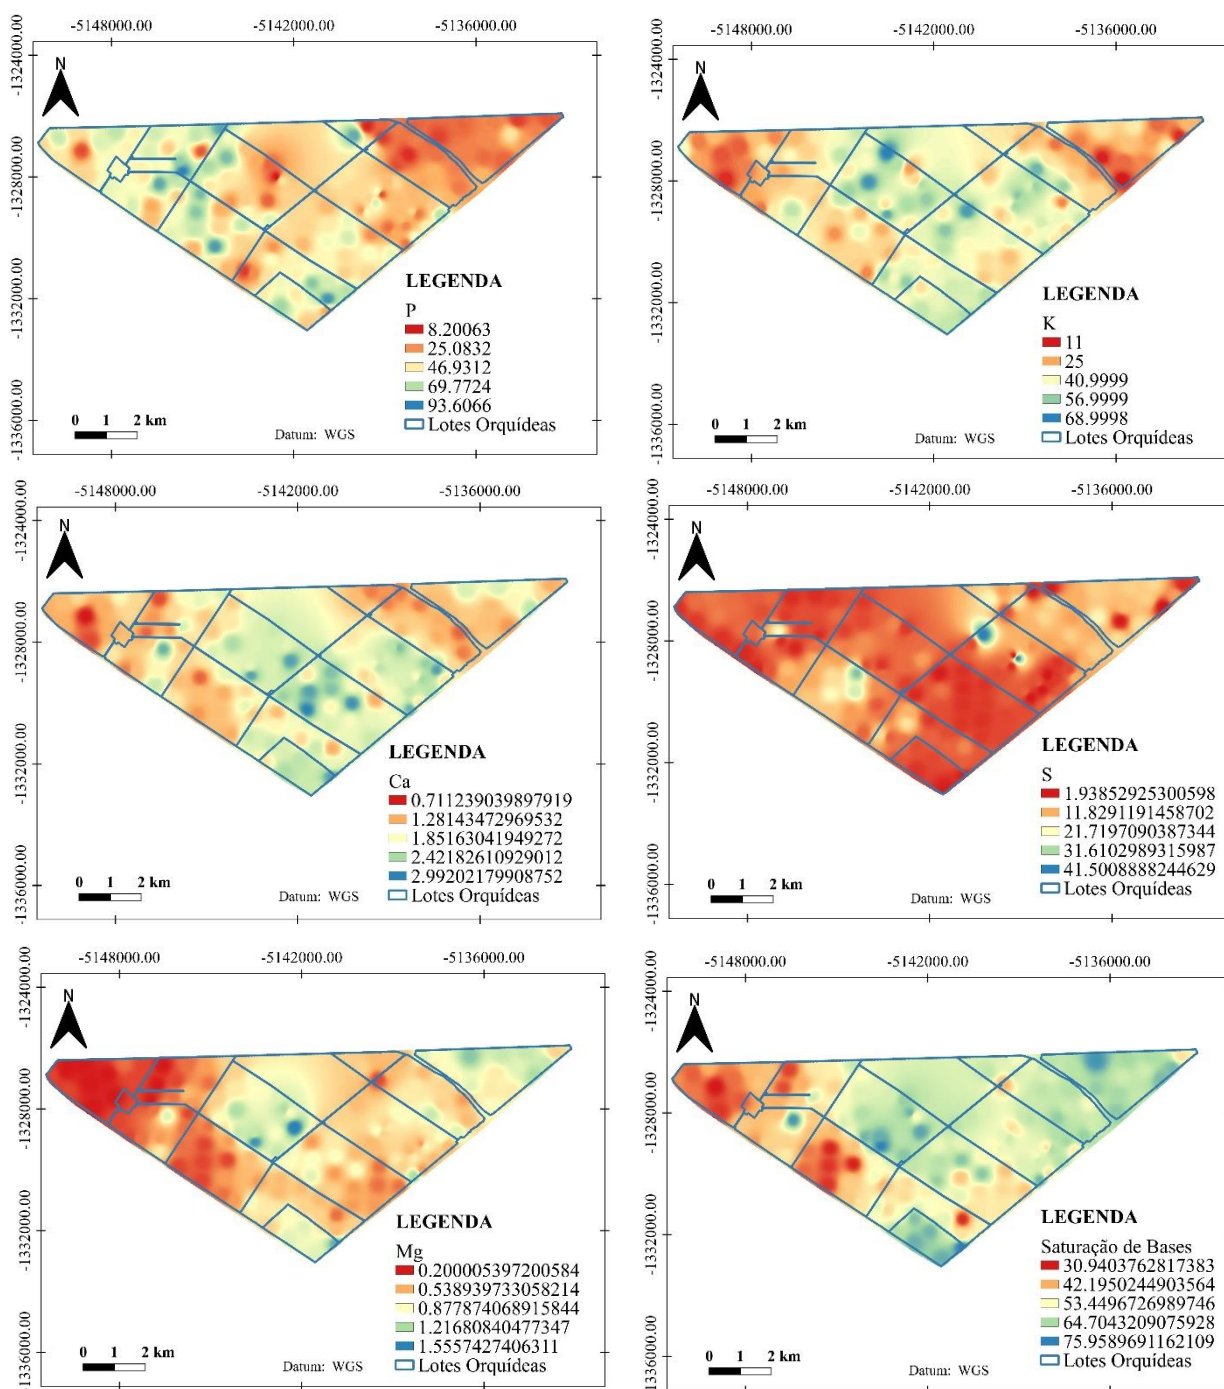 -5148000.00 -5142000.00 -5136000.00
-1324000.00
-1328000.00
-1332000.00
-1336000.00
N
LEGENDA
P
8.20063
25.0832
46.9312
69.7724
93.6066
Lotes Orquídeas
0 1 2 km
Datum: WGS
-5148000.00 -5142000.00 -5136000.00
-1324000.00
-1328000.00
-1332000.00
-1336000.00
N
LEGENDA
K
11
25
40.9999
56.9999
68.9998
Lotes Orquídeas
0 1 2 km
Datum: WGS
-5148000.00 -5142000.00 -5136000.00
-1324000.00
-1328000.00
-1332000.00
-1336000.00
N
LEGENDA
Ca
0.711239039897919
1.28143472969532
1.85163041949272
2.42182610929012
2.99202179908752
Lotes Orquídeas
0 1 2 km
Datum: WGS
-5148000.00 -5142000.00 -5136000.00
-1324000.00
-1328000.00
-1332000.00
-1336000.00
N
LEGENDA
S
1.93852925300598
11.8291191458702
21.7197090387344
31.6102989315987
41.5008888244629
Lotes Orquídeas
0 1 2 km
Datum: WGS
-5148000.00 -5142000.00 -5136000.00
-1324000.00
-1328000.00
-1332000.00
-1336000.00
N
LEGENDA
Mg
0.200005397200584
0.538939733058214
0.877874068915844
1.21680840477347
1.5557427406311
Lotes Orquídeas
0 1 2 km
Datum: WGS
-5148000.00 -5142000.00 -5136000.00
-1324000.00
-1328000.00
-1332000.00
-1336000.00
N
LEGENDA
Saturação de Bases
30.9403762817383
42.1950244903564
53.4496726989746
64.7043209075928
75.9589691162109
Lotes Orquídeas
0 1 2 km
Datum: WGS